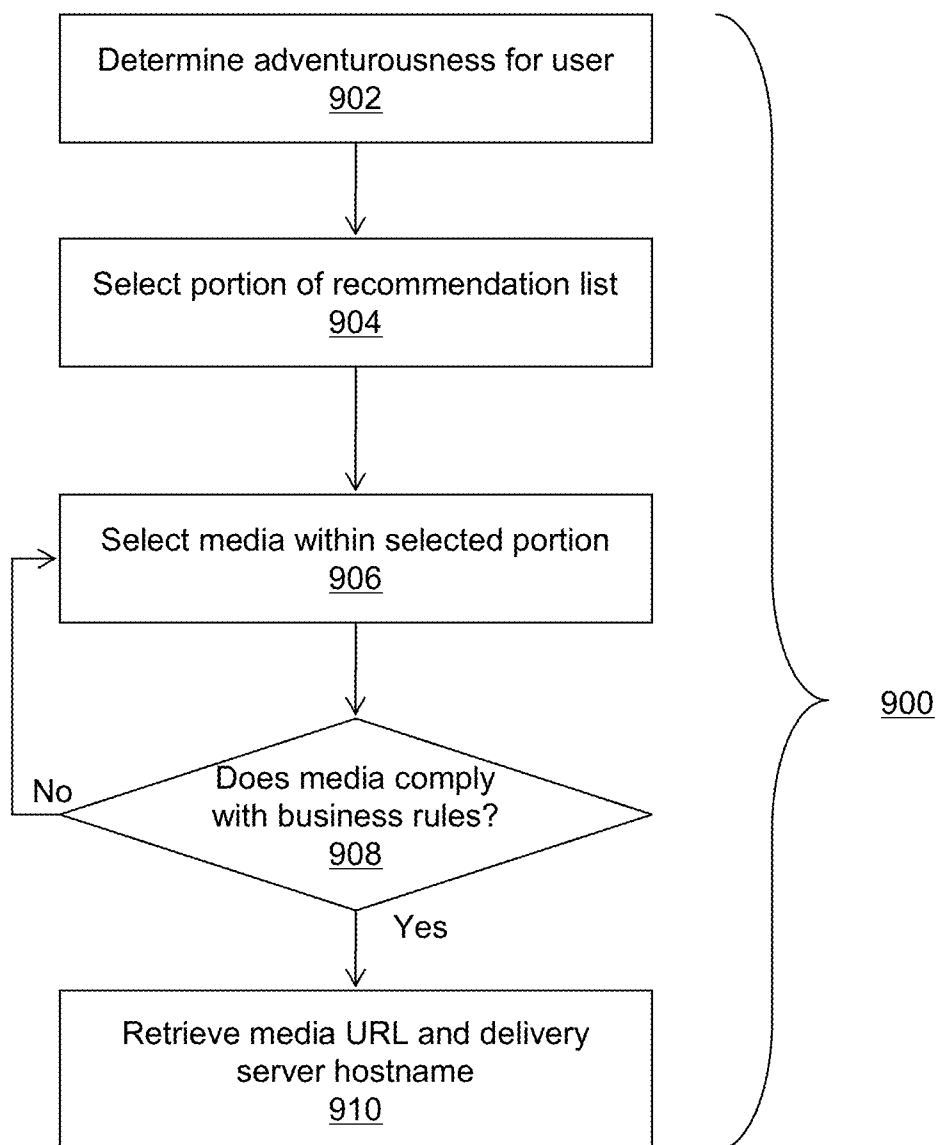 Determine adventurousness for user
902
Select portion of recommendation list
904
Select media within selected portion
906
900
Does media comply
with business rules?
908
No
Yes
Retrieve media URL and delivery
server hostname
910